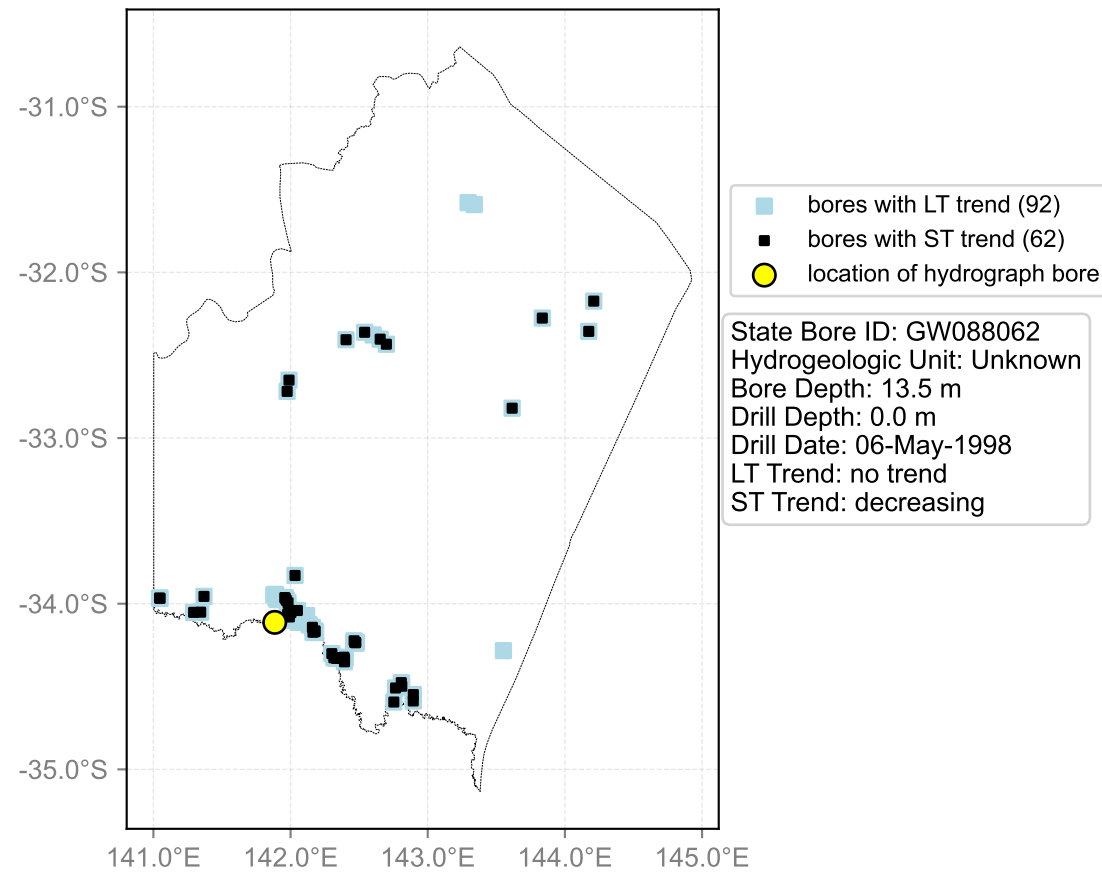 -31.0°S
-32.0°S
-33.0°S
-34.0°S
-35.0°S
141.0°E 142.0°E 143.0°E 144.0°E 145.0°E
bores with LT trend (92)
bores with ST trend (62)
location of hydrograph bore
State Bore ID: GW088062
Hydrogeologic Unit: Unknown
Bore Depth: 13.5 m
Drill Depth: 0.0 m
Drill Date: 06-May-1998
LT Trend: no trend
ST Trend: decreasing